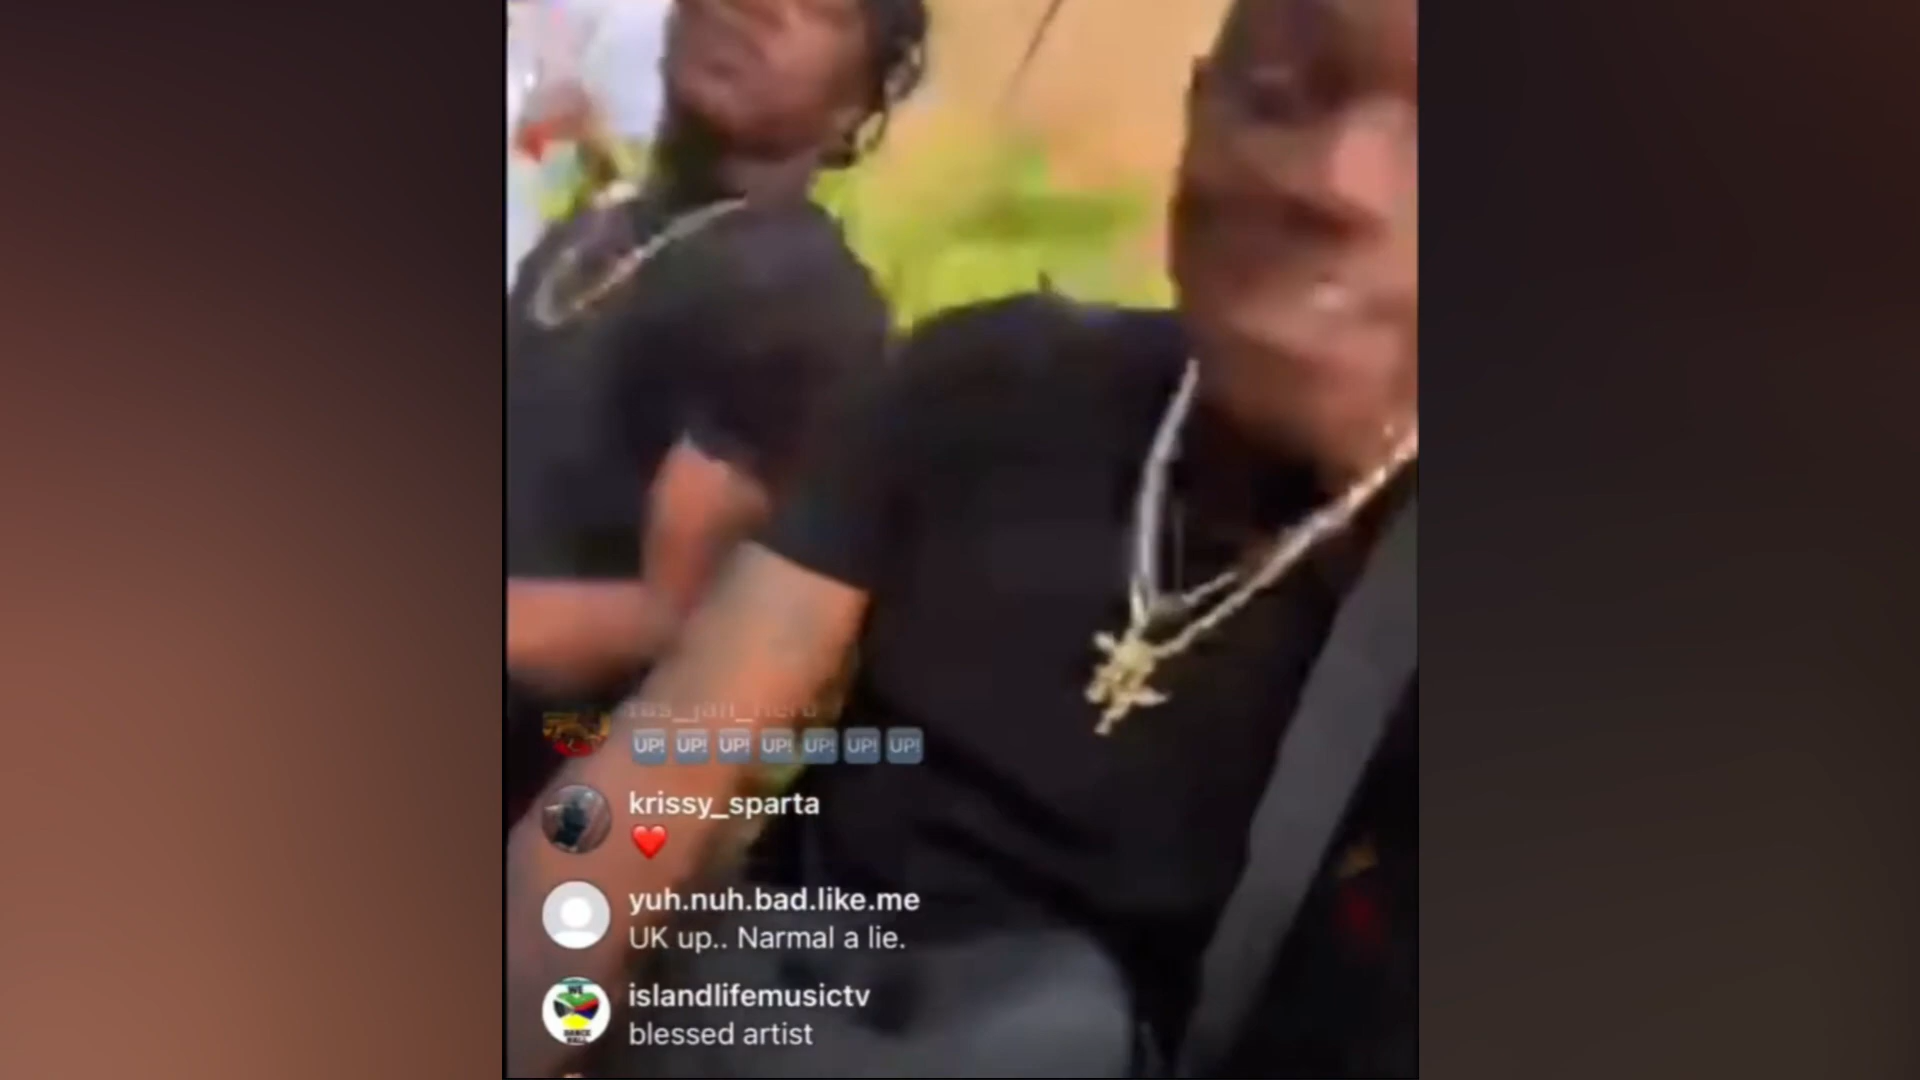 UP! UP! UP! UP! UP! UP! UP!
krissy_sparta
yuh.nuh.bad.like.me
UK up.. Narmal a lie.
islandlifemusictv
blessed artist